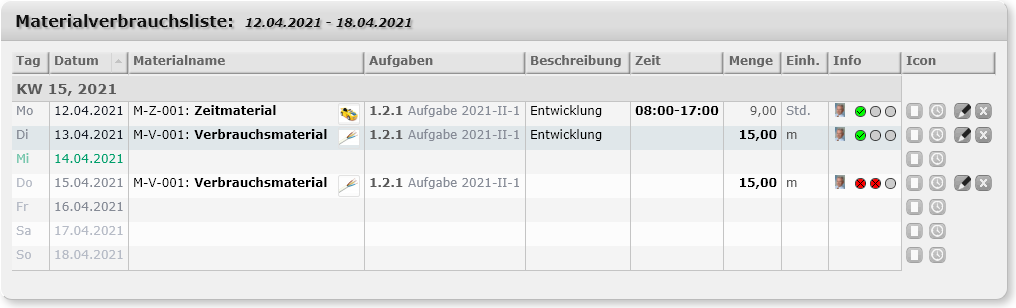 Materialverbrauchsliste: 12.04.2021 - 18.04.2021
Tag Datum Materialname Aufgaben Beschreibung Zeit Menge Einh. Info Icon
KW 15, 2021
Mo 12.04.2021 M-Z-001: Zeitmaterial 1.2.1 Aufgabe 2021-II-1 Entwicklung 08:00-17:00 9,00 Std.
Di 13.04.2021 M-V-001: Verbrauchsmaterial 1.2.1 Aufgabe 2021-II-1 Entwicklung 15,00 m
Mi 14.04.2021
Do 15.04.2021 M-V-001: Verbrauchsmaterial 1.2.1 Aufgabe 2021-II-1 15,00 m
Fr 16.04.2021
Sa 17.04.2021
So 18.04.2021